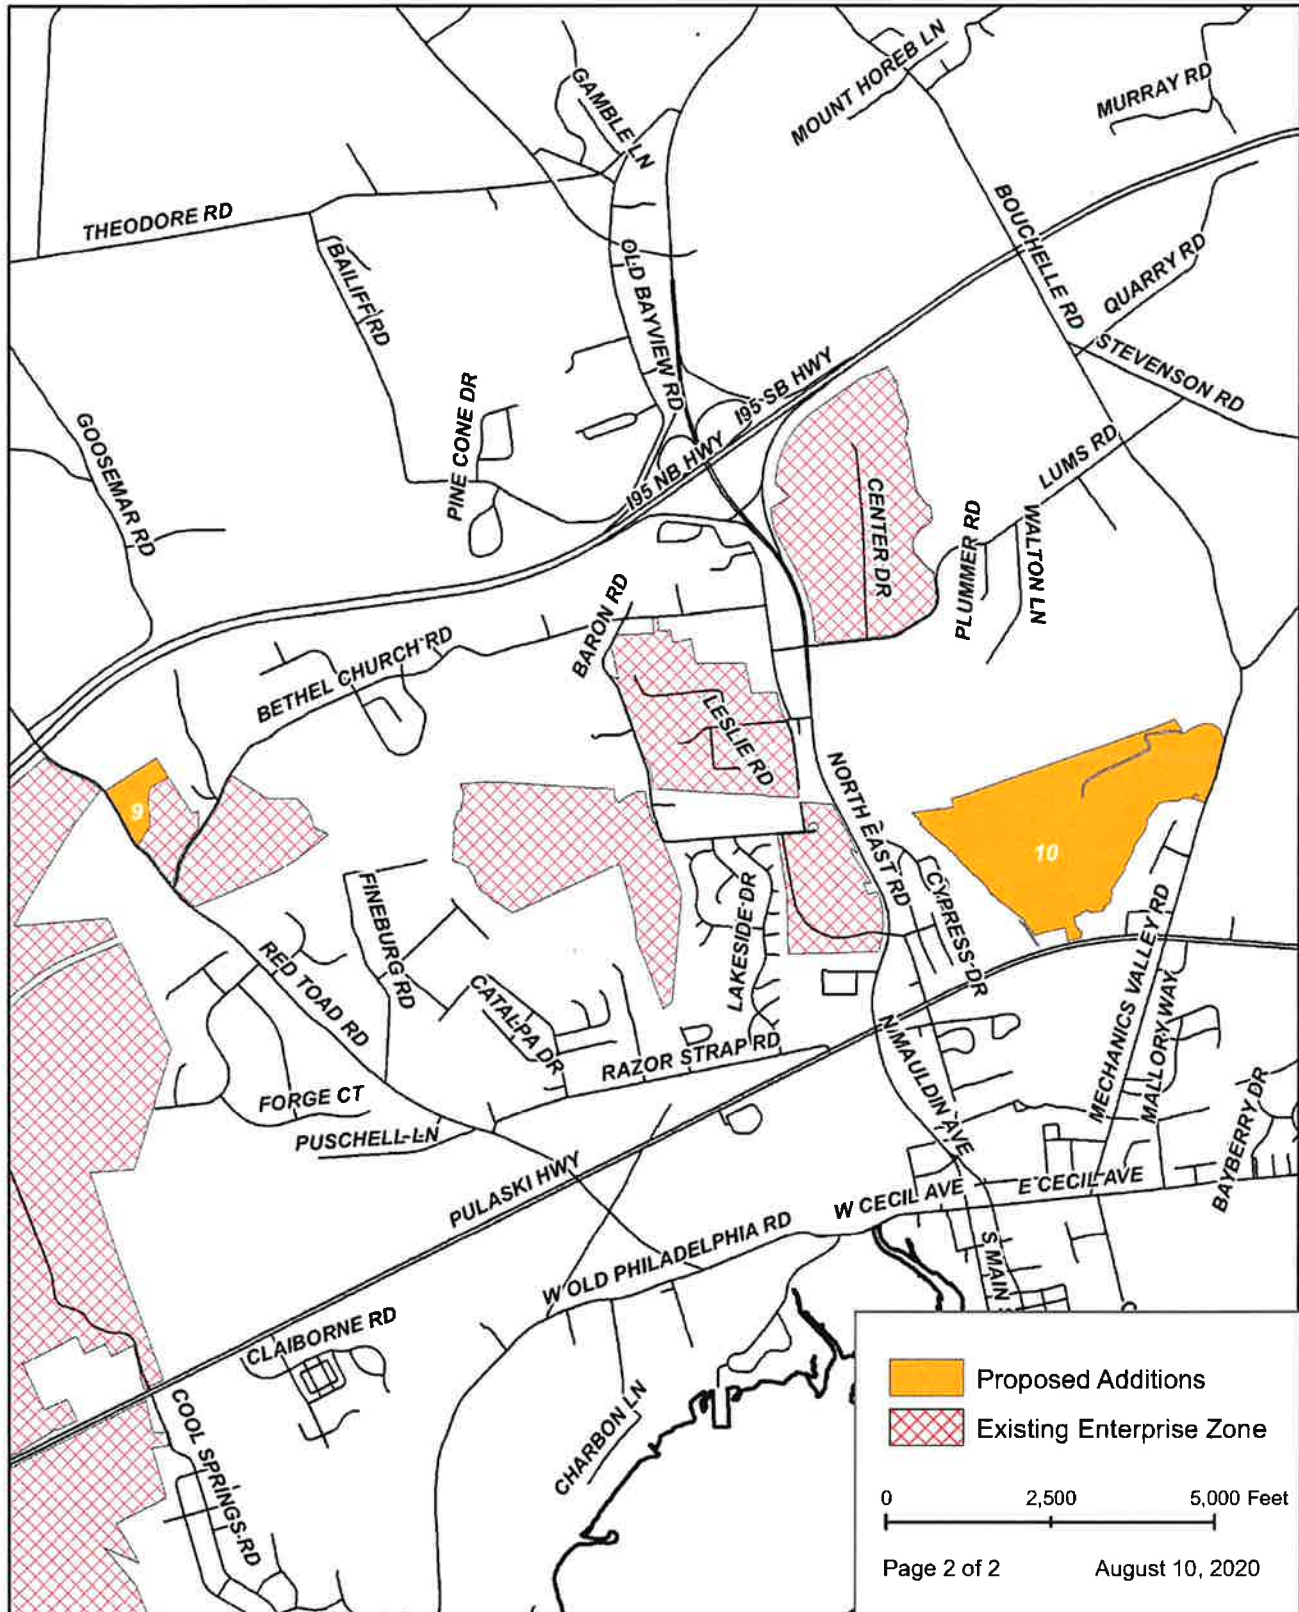 GAMBLE LN
MOUNT HOREB LN
MURRAY RD
THEODORE RD
BAILIFF RD
OLD BAYVIEW RD
BOUCHELLE RD
QUARRY RD
STEVENSON RD
GOOSEMAR RD
PINE CONE DR
I95 SB HWY
I95 NB HWY
CENTER DR
LUMS RD
PLUMMER RD
WALTON LN
BARON RD
BETHEL CHURCH RD
LESLIE RD
NORTH EAST RD
9
10
FINEBURG RD
LAKESIDE DR
CYPRESS DR
RED TOAD RD
CATALPA DR
MECHANICS VALLEY RD
MALLORY WAY
RAZOR STRAP RD
N MAULDIN AVE
FORGE CT
PUSCHELL LN
BAYBERRY DR
PULASKI HWY
W CECIL AVE
E CECIL AVE
W OLD PHILADELPHIA RD
S MAIN S
CLAIBORNE RD
COOL SPRINGS RD
CHARBON LN
Proposed Additions
Existing Enterprise Zone
0 2,500 5,000 Feet
Page 2 of 2 August 10, 2020